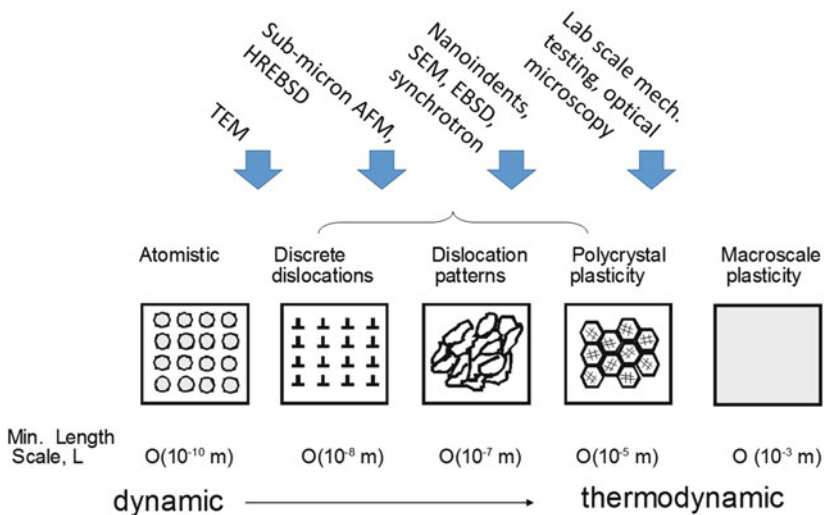 TEM
Sub-micron AFM,
HREBSD
Nanoindents,
SEM, EBSD,
synchrotron
Lab scale mech.
testing, optical
microscopy
Atomistic
Discrete
dislocations
Dislocation
patterns
Polycrystal
plasticity
Macroscale
plasticity
Min. Length
Scale, L
O(10⁻¹⁰ m)
O(10⁻⁸ m)
O(10⁻⁷ m)
O(10⁻⁵ m)
O (10⁻³ m)
dynamic
thermodynamic